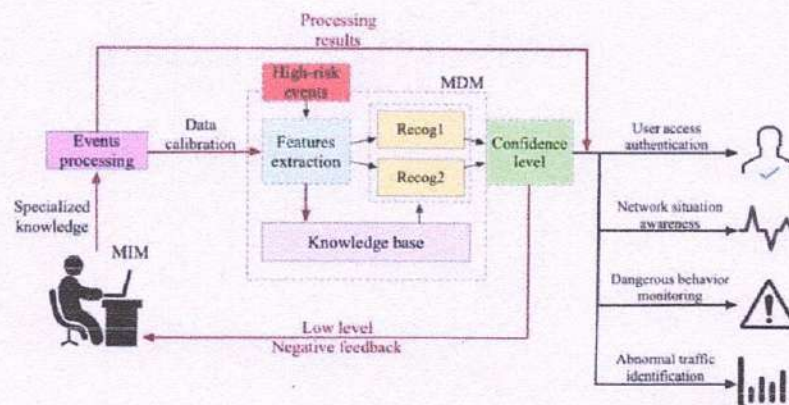 Processing
results
High-risk
events
MDM
Data
calibration
Events
processing
Features
extraction
Recog1
Recog2
Confidence
level
User access
authentication
Specialized
knowledge
MIM
Knowledge base
Network situation
awareness
Dangerous behavior
monitoring
Low level
Negative feedback
Abnormal traffic
identification